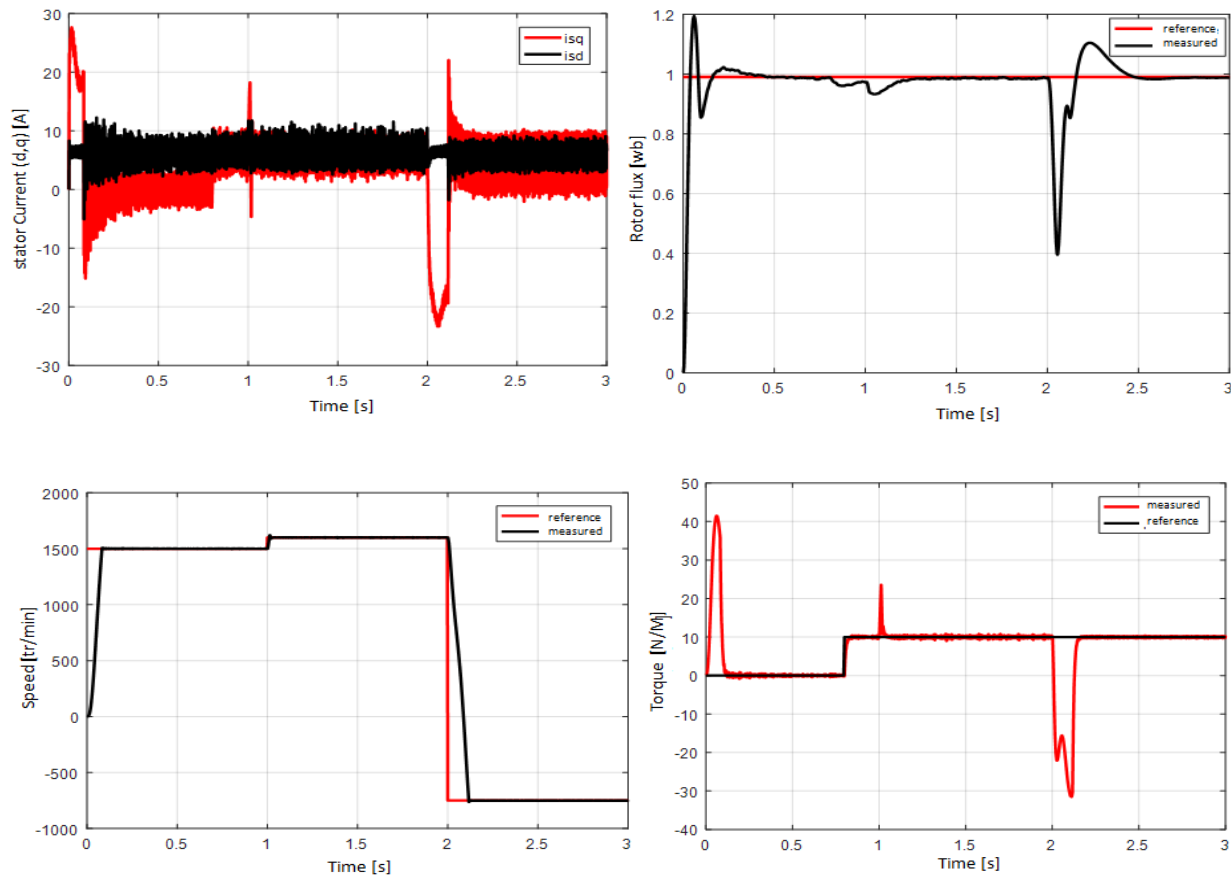 30
20
10
0
-10
-20
-30
stator Current (d,q) [A]
isq
isd
0 0.5 1 1.5 2 2.5 3
Time [s]
1.2
1
0.8
0.6
0.4
0.2
0
Rotor flux [wb]
reference,
measured
0 0.5 1 1.5 2 2.5 3
Time [s]
2000
1500
1000
500
0
-500
-1000
Speed [tr/min]
reference
measured
0 0.5 1 1.5 2 2.5 3
Time [s]
50
40
30
20
10
0
-10
-20
-30
-40
Torque [N/M]
measured
reference
0 0.5 1 1.5 2 2.5 3
Time [s]